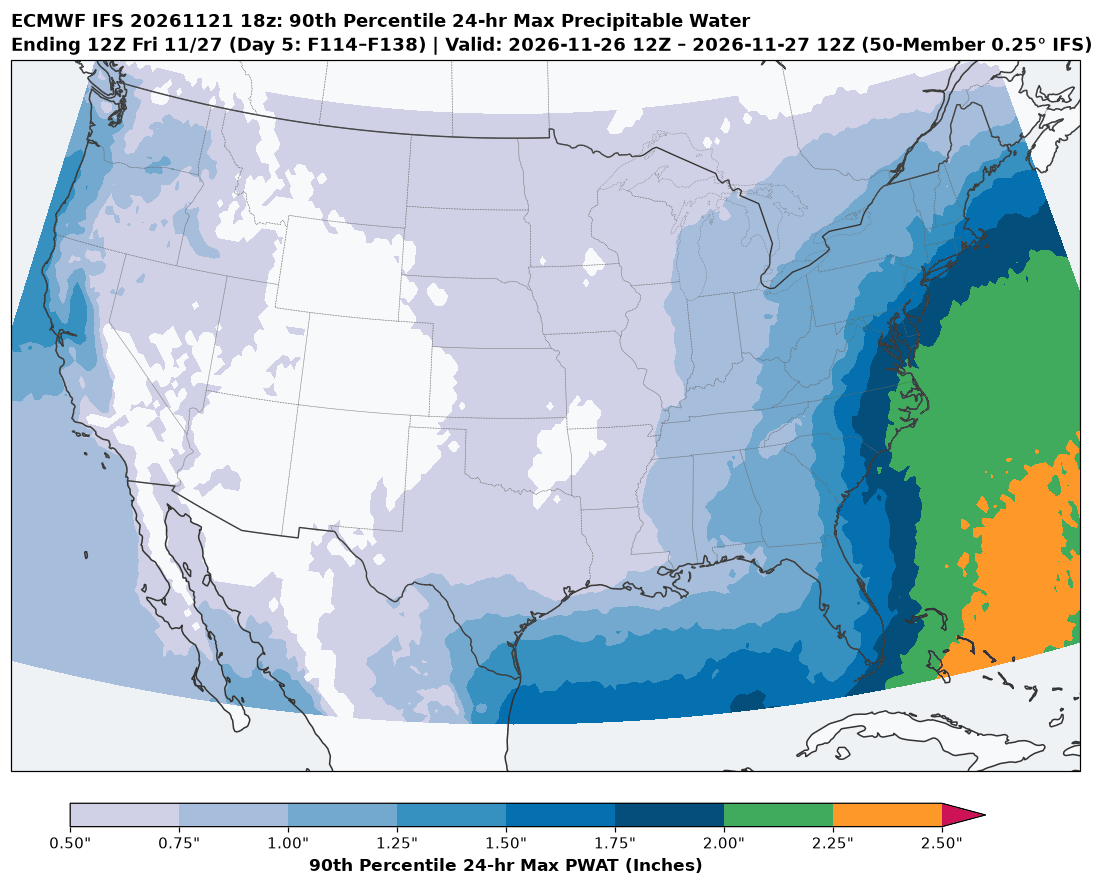 ECMWF IFS 20261121 18z: 90th Percentile 24-hr Max Precipitable Water
Ending 12Z Fri 11/27 (Day 5: F114–F138) | Valid: 2026-11-26 12Z – 2026-11-27 12Z (50-Member 0.25° IFS)
0.50" 0.75" 1.00" 1.25" 1.50" 1.75" 2.00" 2.25" 2.50"
90th Percentile 24-hr Max PWAT (Inches)